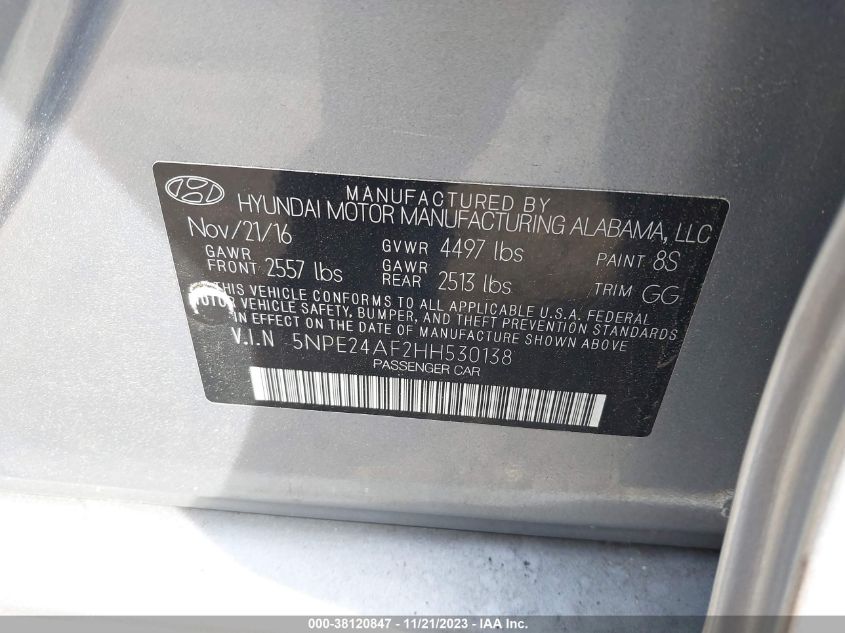 MANUFACTURED BY
HYUNDAI MOTOR MANUFACTURING ALABAMA, LLC
Nov/21/16 GVWR 4497 lbs PAINT 8S
GAWR FRONT 2557 lbs GAWR REAR 2513 lbs TRIM GG
THIS VEHICLE CONFORMS TO ALL APPLICABLE U.S.A. FEDERAL
MOTOR VEHICLE SAFETY, BUMPER, AND THEFT PREVENTION STANDARDS
IN EFFECT ON THE DATE OF MANUFACTURE SHOWN ABOVE
V.I.N 5NPE24AF2HH530138
PASSENGER CAR
000-38120847 - 11/21/2023 - IAA Inc.